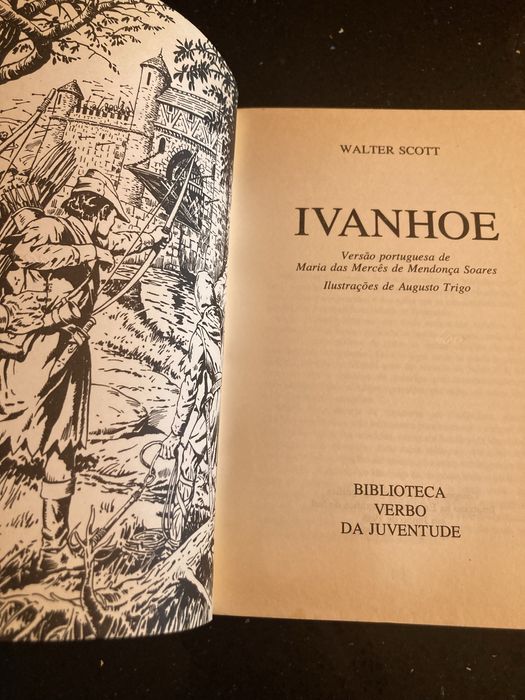 WALTER SCOTT
IVANHOE
Versão portuguesa de
Maria das Mercês de Mendonça Soares
Ilustrações de Augusto Trigo
BIBLIOTECA
VERBO
DA JUVENTUDE